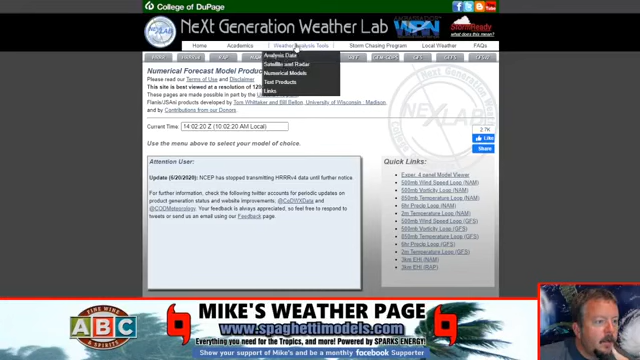 College of DuPage
NeXt Generation Weather Lab
AMBASSADOR
WRN
StormReady
Home
Academics
Weather Analysis Tools
Storm Chasing Program
Local Weather
FAQs
Analysis Data
Satellite and Radar
Numerical Models
Text Products
Links
Numerical Forecast Model Produ
Please read our Terms of Use and Disclaimer
This site is best viewed at a resolution of 128
These pages are made possible in part by the
Flanis/JSAni products developed by Tom Whittaker and Bill Bellon, University of Wisconsin, Madison,
and by Contributions from our Donors.
Current Time: 14:02:20 Z (10:02:20 AM Local)
Use the menu above to select your model of choice.
NEXLAB
2.7K
Like
Attention User:
Update (6/20/2020): NCEP has stopped transmitting HRRRv4 data until further notice.
For further information, check the following twitter accounts for periodic updates on
product generation status and website improvements. @CoDWXData and
@CODMeteorology. Your feedback is always appreciated, so feel free to respond to
tweets or send us an email using our Feedback page.
Quick Links:
Exper. 4 panel Model Viewer
500mb Wind Speed Loop (NAM)
500mb Vorticity Loop (NAM)
850mb Temperature Loop (NAM)
6hr Precip Loop (NAM)
2m Temperature Loop (NAM)
500mb Wind Speed Loop (GFS)
500mb Vorticity Loop (GFS)
850mb Temperature Loop (GFS)
6hr Precip Loop (GFS)
2m Temperature Loop (GFS)
3km EHI (NAM)
3km EHI (RAP)
FINE WINE
ABC
& SPIRITS
MIKE'S WEATHER PAGE
www.spaghettimodels.com
Everything you need for the Tropics, and more! Powered by SPARKS ENERGY!
Show your support of Mike's and be a monthly facebook Supporter